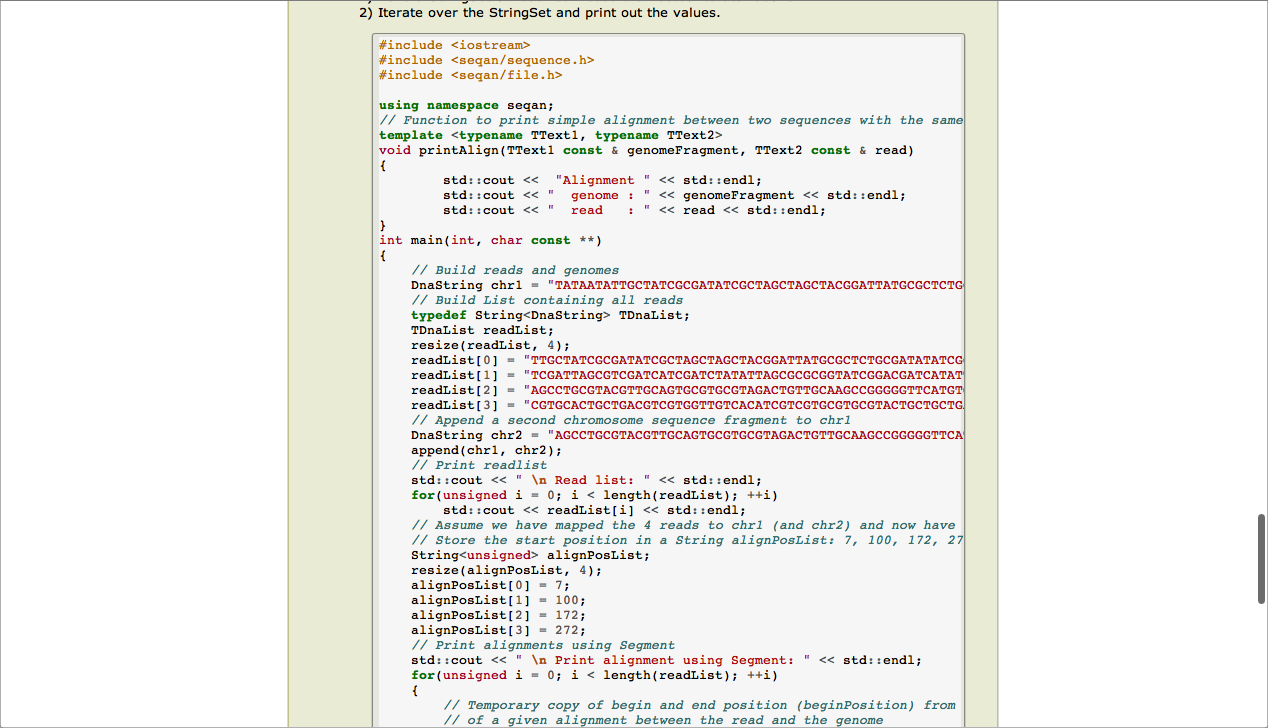 2) Iterate over the StringSet and print out the values.
#include <iostream>
#include <seqan/sequence.h>
#include <seqan/file.h>
using namespace seqan;
// Function to print simple alignment between two sequences with the same
template <typename TText1, typename TText2>
void printAlign(TText1 const & genomeFragment, TText2 const & read)
{
        std::cout <<  "Alignment " << std::endl;
        std::cout << "  genome : " << genomeFragment << std::endl;
        std::cout << "  read   : " << read << std::endl;
}
int main(int, char const **)
{
    // Build reads and genomes
    DnaString chr1 = "TATAATATTGCTATCGCGATATCGCTAGCTAGCTACGGATTATGCGCTCTG
    // Build List containing all reads
    typedef String<DnaString> TDnaList;
    TDnaList readList;
    resize(readList, 4);
    readList[0] = "TTGCTATCGCGATATCGCTAGCTAGCTACGGATTATGCGCTCTGCGATATATCG
    readList[1] = "TCGATTAGCGTCGATCATCGATCTATATTAGCGCGCGGTATCGGACGATCATAT
    readList[2] = "AGCCTGCGTACGTTGCAGTGCGTGCGTAGACTGTTGCAAGCCGGGGGTTCATGT
    readList[3] = "CGTGCACTGCTGACGTCGTGGTTGTCACATCGTCGTGCGTGCGTACTGCTGCTG
    // Append a second chromosome sequence fragment to chr1
    DnaString chr2 = "AGCCTGCGTACGTTGCAGTGCGTGCGTAGACTGTTGCAAGCCGGGGGTTCA
    append(chr1, chr2);
    // Print readlist
    std::cout << " \n Read list: " << std::endl;
    for(unsigned i = 0; i < length(readList); ++i)
        std::cout << readList[i] << std::endl;
    // Assume we have mapped the 4 reads to chr1 (and chr2) and now have
    // Store the start position in a String alignPosList: 7, 100, 172, 27
    String<unsigned> alignPosList;
    resize(alignPosList, 4);
    alignPosList[0] = 7;
    alignPosList[1] = 100;
    alignPosList[2] = 172;
    alignPosList[3] = 272;
    // Print alignments using Segment
    std::cout << " \n Print alignment using Segment: " << std::endl;
    for(unsigned i = 0; i < length(readList); ++i)
    {
        // Temporary copy of begin and end position (beginPosition) from
        // of a given alignment between the read and the genome